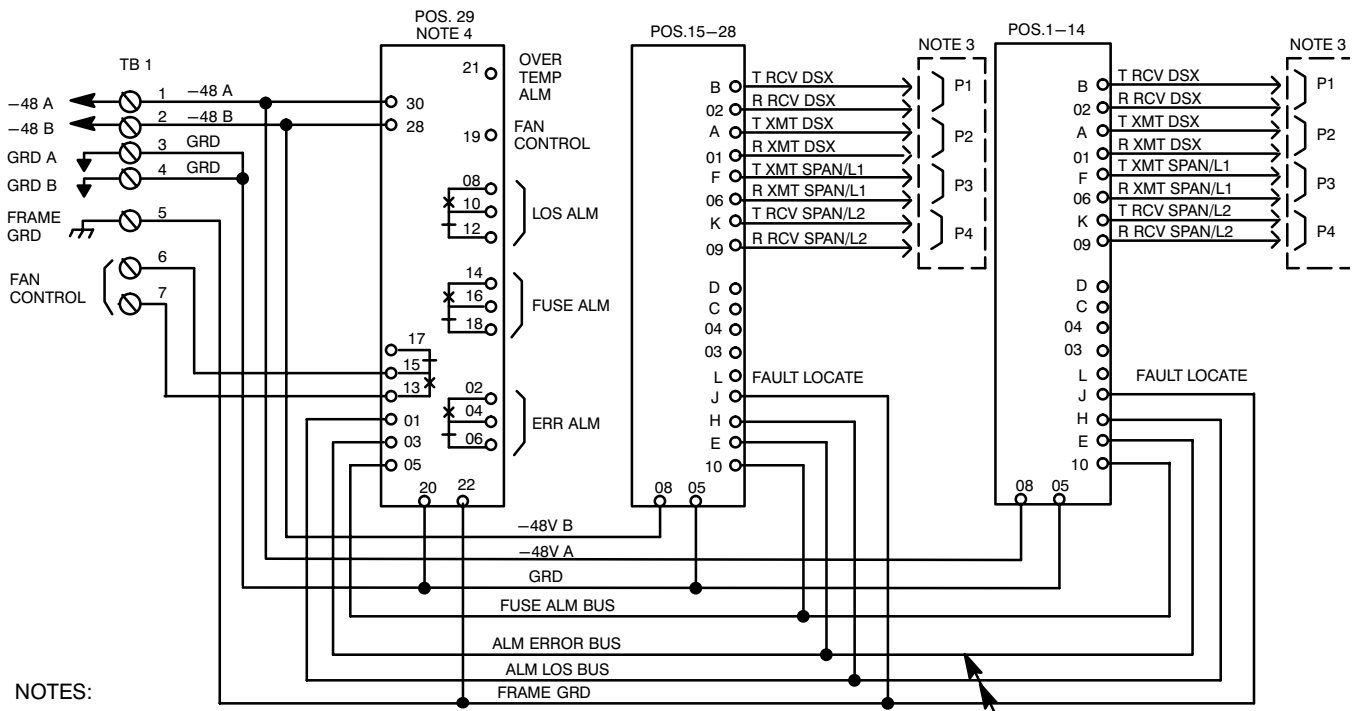 POS. 29
NOTE 4
TB 1
−48 A
−48 B
GRD A
GRD B
FRAME
GRD
FAN
CONTROL
1
−48 A
2
−48 B
3
GRD
4
GRD
5
6
7
30
28
17
15
13
01
03
05
20
22
21
OVER
TEMP
ALM
19
FAN
CONTROL
08
10
12
LOS ALM
14
16
18
FUSE ALM
02
04
06
ERR ALM
POS.15−28
B
02
A
01
F
06
K
09
D
C
04
03
L
J
H
E
10
08
05
T RCV DSX
R RCV DSX
T XMT DSX
R XMT DSX
T XMT SPAN/L1
R XMT SPAN/L1
T RCV SPAN/L2
R RCV SPAN/L2
FAULT LOCATE
NOTE 3
P1
P2
P3
P4
POS.1−14
B
02
A
01
F
06
K
09
D
C
04
03
L
J
H
E
10
08
05
T RCV DSX
R RCV DSX
T XMT DSX
R XMT DSX
T XMT SPAN/L1
R XMT SPAN/L1
T RCV SPAN/L2
R RCV SPAN/L2
FAULT LOCATE
NOTE 3
P1
P2
P3
P4
−48V B
−48V A
GRD
FUSE ALM BUS
ALM ERROR BUS
ALM LOS BUS
FRAME GRD
NOTES: